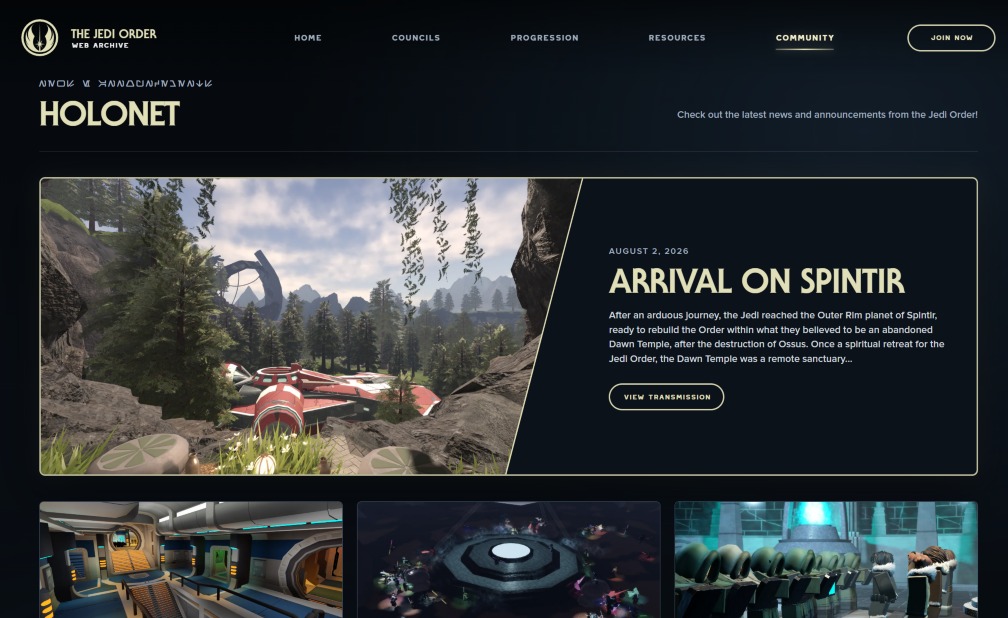 THE JEDI ORDER
WEB ARCHIVE
HOME
COUNCILS
PROGRESSION
RESOURCES
COMMUNITY
JOIN NOW
HOLONET
Check out the latest news and announcements from the Jedi Order!
AUGUST 2, 2026
ARRIVAL ON SPINTIR
After an arduous journey, the Jedi reached the Outer Rim planet of Spintir,
ready to rebuild the Order within what they believed to be an abandoned
Dawn Temple, after the destruction of Ossus. Once a spiritual retreat for the
Jedi Order, the Dawn Temple was a remote sanctuary...
VIEW TRANSMISSION